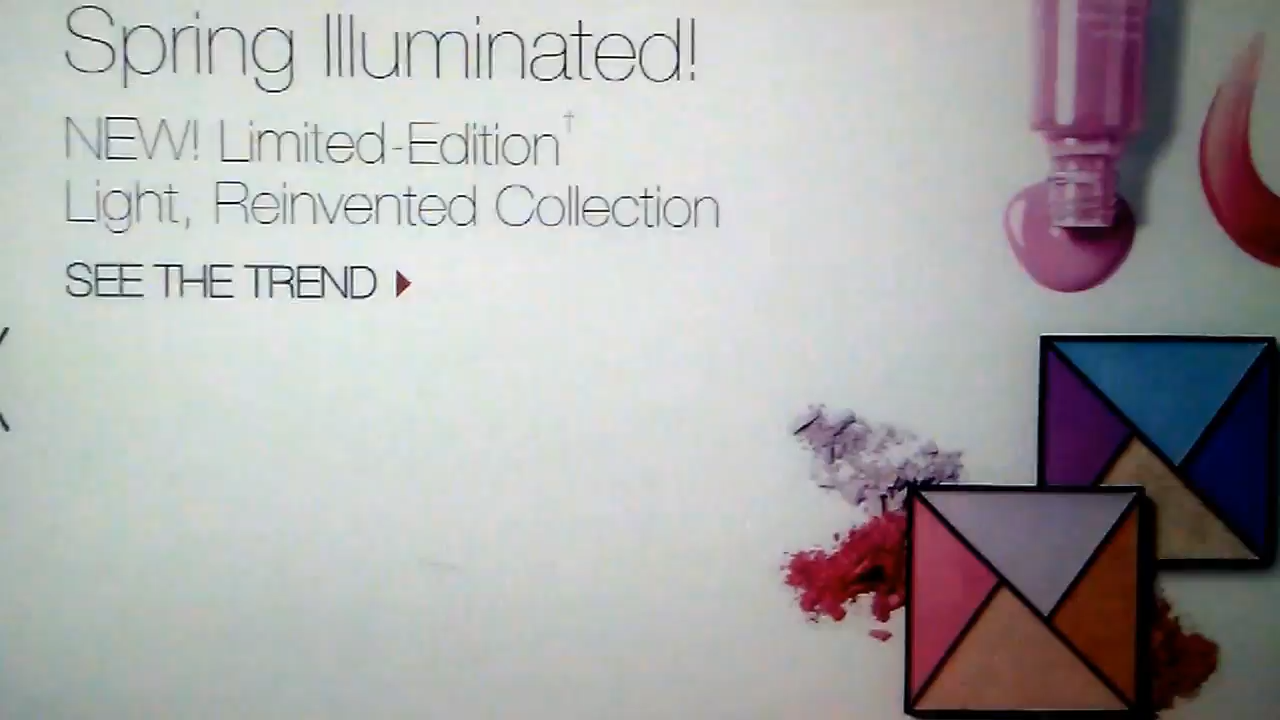 Spring Illuminated!
NEW! Limited-Edition†
Light, Reinvented Collection
SEE THE TREND